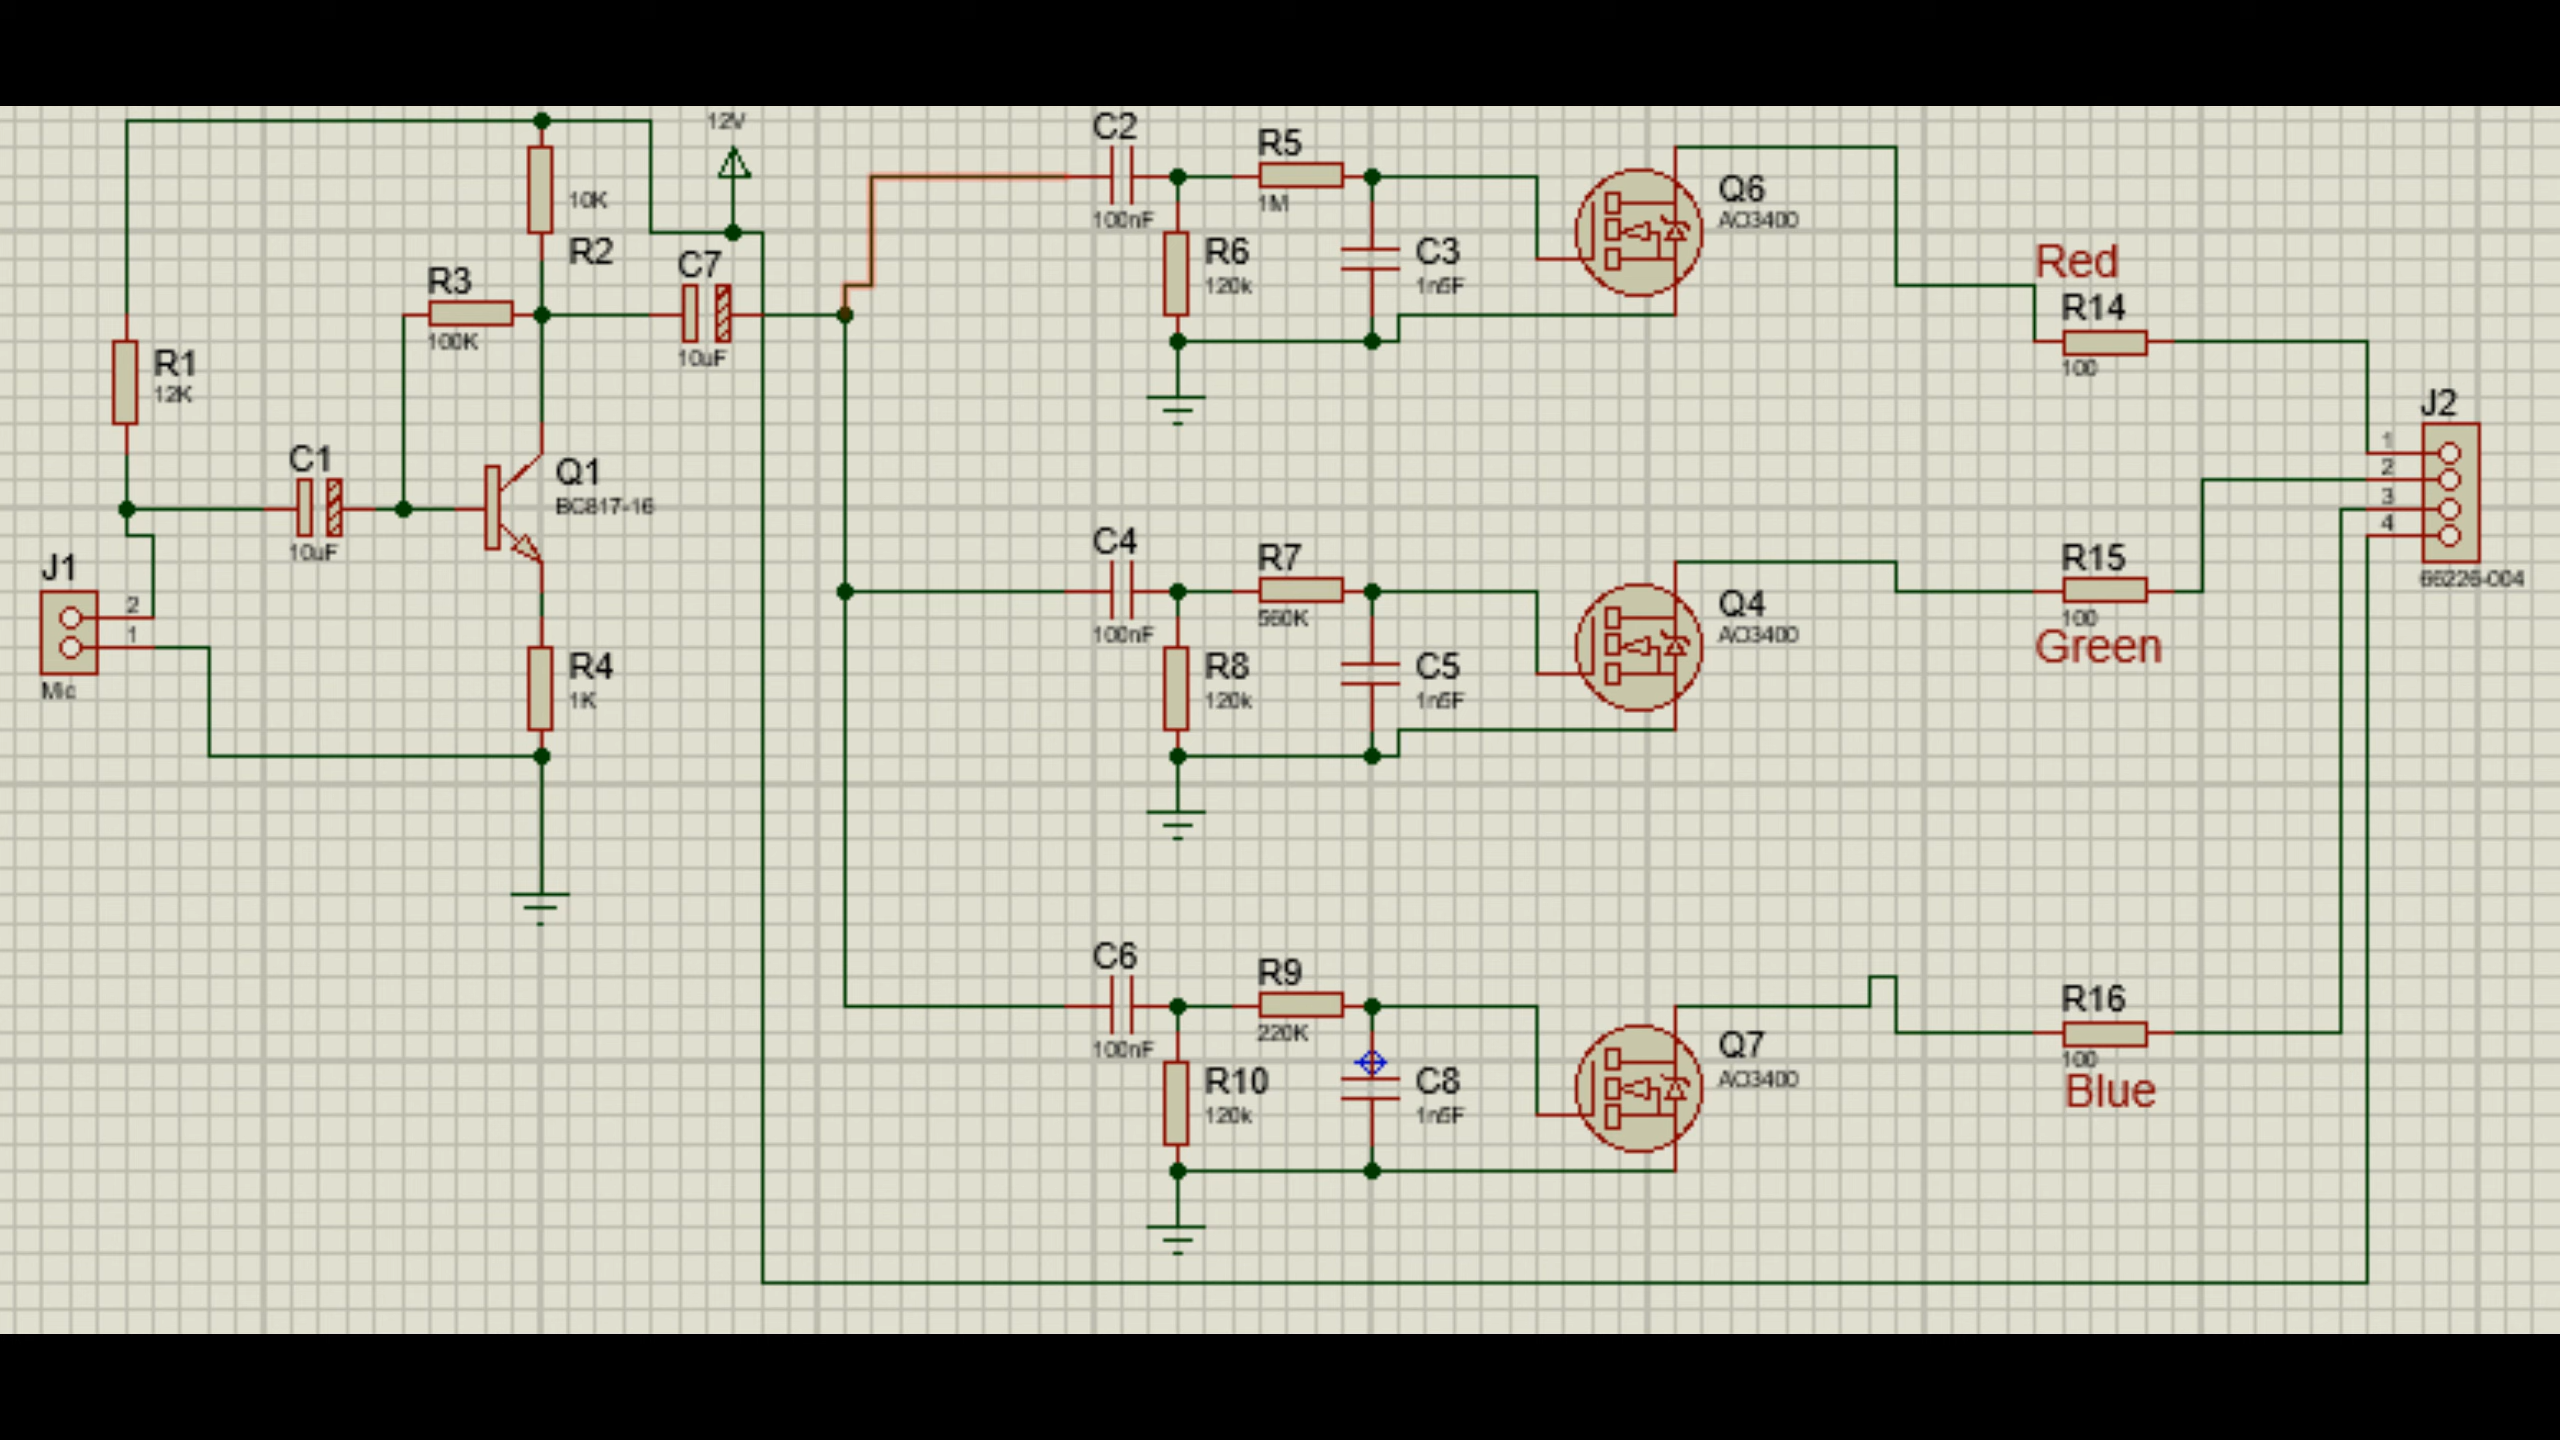 12V
10K
R2
R3
100K
C7
10uF
R1
12K
C1
10uF
Q1
BC817-16
J1
2
1
Mic
R4
1K
C2
100nF
R5
1M
R6
120k
C3
1n5F
Q6
AO3400
Red
R14
100
J2
1
2
3
4
66226-004
C4
100nF
R7
560K
R8
120k
C5
1n5F
Q4
AO3400
R15
100
Green
C6
100nF
R9
220K
R10
120k
C8
1n5F
Q7
AO3400
R16
100
Blue